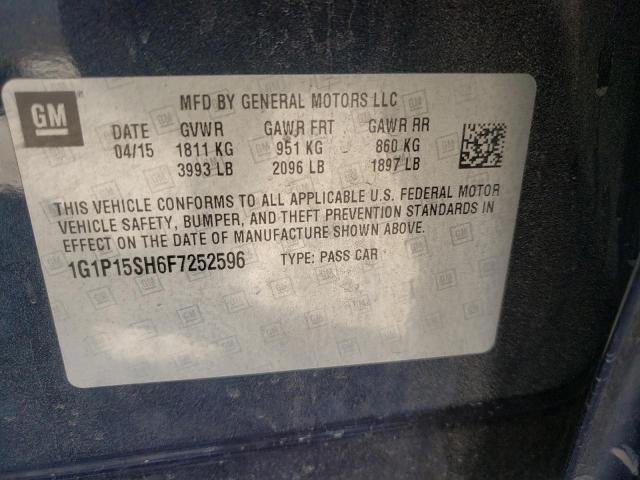 GM
MFD BY GENERAL MOTORS LLC
DATE GVWR GAWR FRT GAWR RR
04/15 1811 KG 951 KG 860 KG
3993 LB 2096 LB 1897 LB
THIS VEHICLE CONFORMS TO ALL APPLICABLE U.S. FEDERAL MOTOR
VEHICLE SAFETY, BUMPER, AND THEFT PREVENTION STANDARDS IN
EFFECT ON THE DATE OF MANUFACTURE SHOWN ABOVE.
1G1P15SH6F7252596 TYPE: PASS CAR